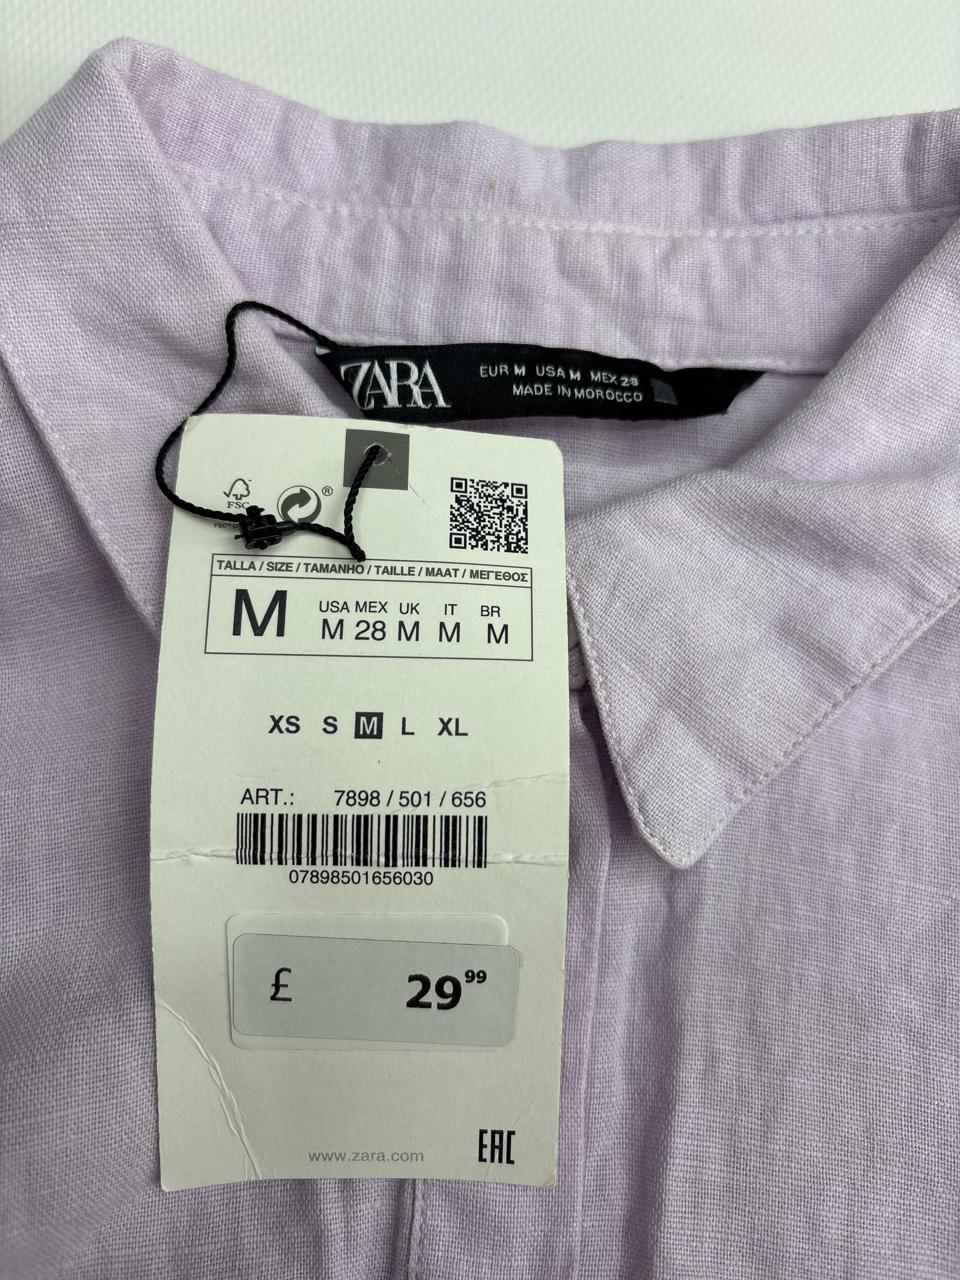 ZARA
EUR M USA M MEX 28
MADE IN MOROCCO
FSC
®
TALLA / SIZE / TAMANHO / TAILLE / MAAT / ΜΕΓΕΘΟΣ
M
USA MEX UK IT BR
M 28 M M M
XS S M L XL
ART.: 7898 / 501 / 656
07898501656030
£ 29⁹⁹
www.zara.com
EAC